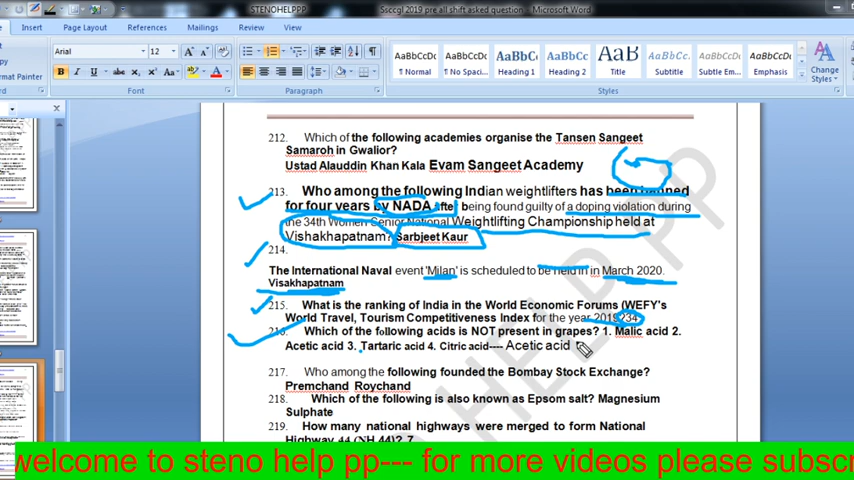 STENOHELPPP
Ssccgl 2019 pre all shift asked question - Microsoft Word
Insert Page Layout References Mailings Review View
Arial 12
Format Painter
Font Paragraph Styles
AaBbCcDc AaBbCcDc AaBbC AaBbCc AaB AaBbCc. AaBbCcDc AaBbCcDc
¶ Normal ¶ No Spaci... Heading 1 Heading 2 Title Subtitle Subtle Em... Emphasis
Change
Styles
212. Which of the following academies organise the Tansen Sangeet
Samaroh in Gwalior?
Ustad Alauddin Khan Kala Evam Sangeet Academy
213. Who among the following Indian weightlifters has been banned
for four years by NADA after being found guilty of a doping violation during
the 34th Women Senior National Weightlifting Championship held at
Vishakhapatnam? Sarbjeet Kaur
214.
The International Naval event 'Milan' is scheduled to be held in in March 2020.
Visakhapatnam
215. What is the ranking of India in the World Economic Forums (WEFY's
World Travel, Tourism Competitiveness Index for the year 2019?34
216. Which of the following acids is NOT present in grapes? 1. Malic acid 2.
Acetic acid 3. Tartaric acid 4. Citric acid---- Acetic acid
217. Who among the following founded the Bombay Stock Exchange?
Premchand Roychand
218. Which of the following is also known as Epsom salt? Magnesium
Sulphate
219. How many national highways were merged to form National
Highway 44 (NH 44)? 7
welcome to steno help pp--- for more videos please subscr